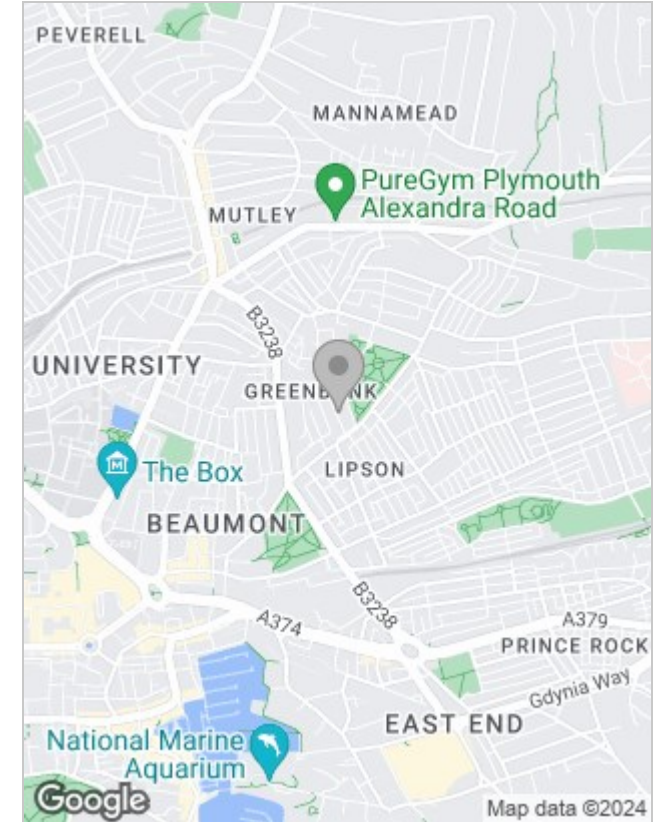 PEVERELL
MANNAMEAD
PureGym Plymouth
Alexandra Road
MUTLEY
B3238
UNIVERSITY
GREENBANK
The Box
LIPSON
BEAUMONT
B3238
A374
A379
PRINCE ROCK
Gdynia Way
EAST END
National Marine
Aquarium
Google
Map data ©2024